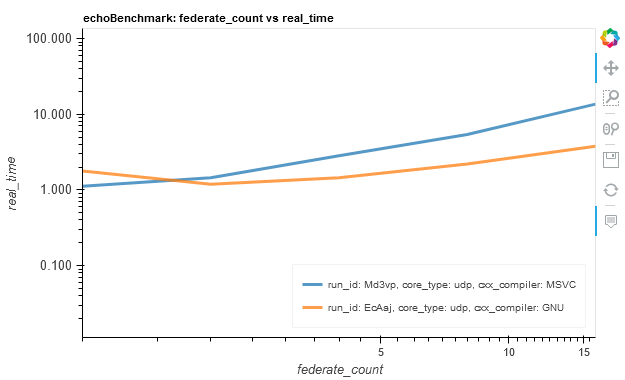 echoBenchmark: federate_count vs real_time
100.000
10.000
1.000
0.100
real_time
run_id: Md3vp, core_type: udp, cxx_compiler: MSVC
run_id: EcAaj, core_type: udp, cxx_compiler: GNU
5
10
15
federate_count